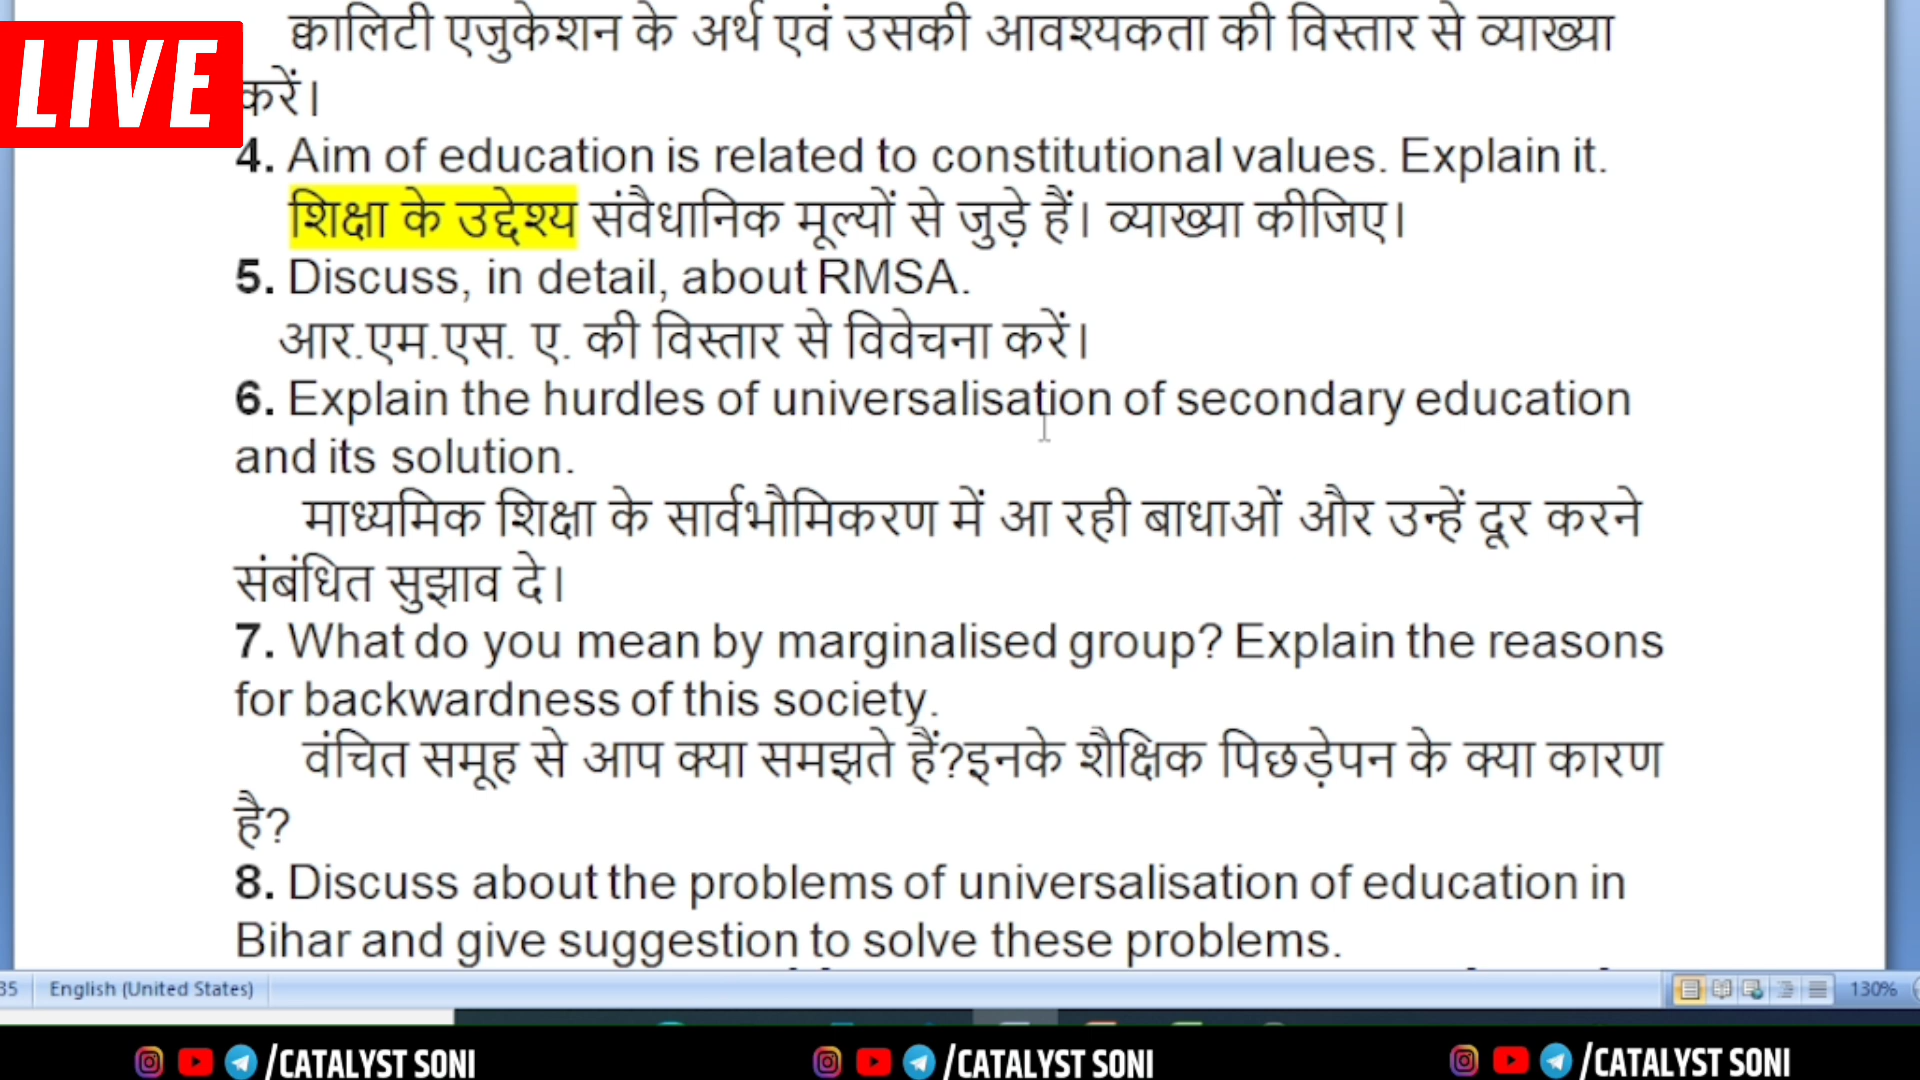 क्वालिटी एजुकेशन के अर्थ एवं उसकी आवश्यकता की विस्तार से व्याख्या
LIVE
करें।
4. Aim of education is related to constitutional values. Explain it.
शिक्षा के उद्देश्य संवैधानिक मूल्यों से जुड़े हैं। व्याख्या कीजिए।
5. Discuss, in detail, about RMSA.
आर.एम.एस. ए. की विस्तार से विवेचना करें।
6. Explain the hurdles of universalisation of secondary education
and its solution.
माध्यमिक शिक्षा के सार्वभौमिकरण में आ रही बाधाओं और उन्हें दूर करने
संबंधित सुझाव दे।
7. What do you mean by marginalised group? Explain the reasons
for backwardness of this society.
वंचित समूह से आप क्या समझते हैं?इनके शैक्षिक पिछड़ेपन के क्या कारण
है?
8. Discuss about the problems of universalisation of education in
Bihar and give suggestion to solve these problems.
35 English (United States) 130%
/CATALYST SONI /CATALYST SONI /CATALYST SONI